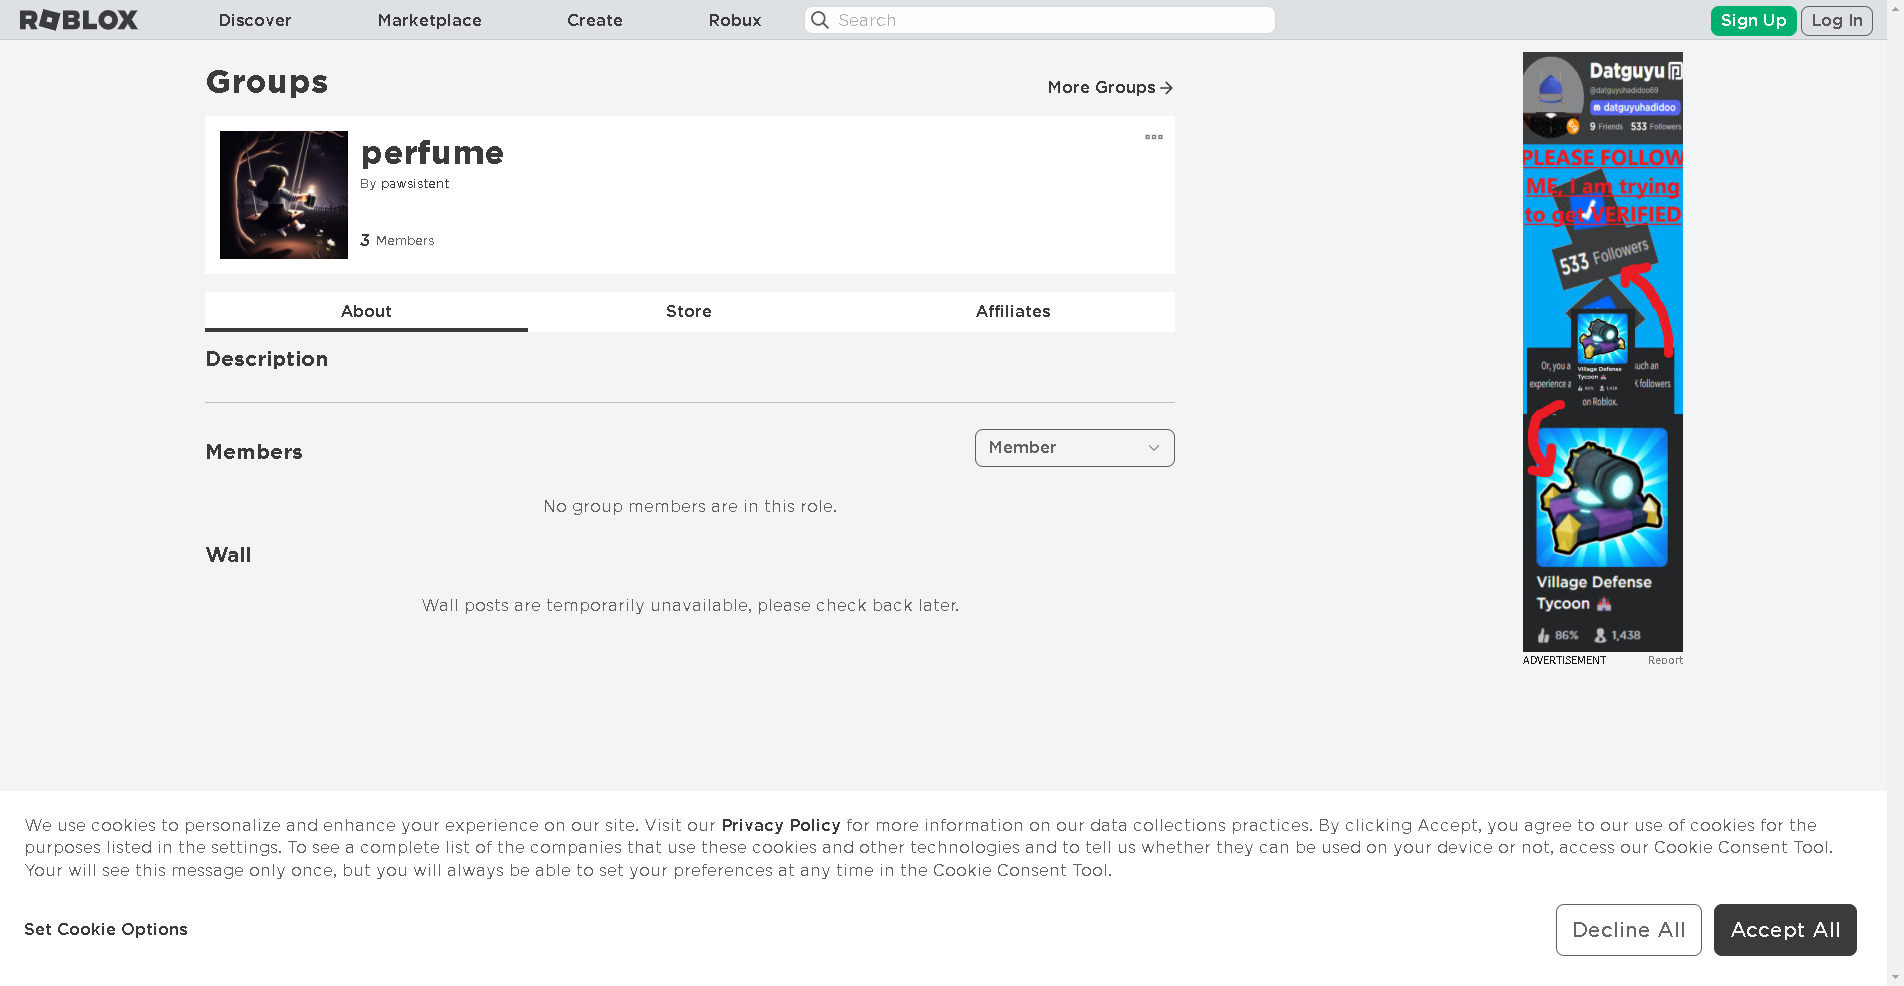 ROBLOX
Discover
Marketplace
Create
Robux
Search
Sign Up
Log In
Groups
More Groups
perfume
By pawsistent
3 Members
About
Store
Affiliates
Description
Members
Member
No group members are in this role.
Wall
Wall posts are temporarily unavailable, please check back later.
Datguyu
@datguyuhadidoo69
datguyuhadidoo
9 Friends 533 Followers
PLEASE FOLLOW
ME, I am trying
to get VERIFIED
533 Followers
Village Defense
Tycoon
86% 1,438
Or, you a
uch an
experience a
K followers
on Roblox.
Village Defense
Tycoon
86% 1,438
ADVERTISEMENT
Report
We use cookies to personalize and enhance your experience on our site. Visit our Privacy Policy for more information on our data collections practices. By clicking Accept, you agree to our use of cookies for the
purposes listed in the settings. To see a complete list of the companies that use these cookies and other technologies and to tell us whether they can be used on your device or not, access our Cookie Consent Tool.
Your will see this message only once, but you will always be able to set your preferences at any time in the Cookie Consent Tool.
Set Cookie Options
Decline All
Accept All